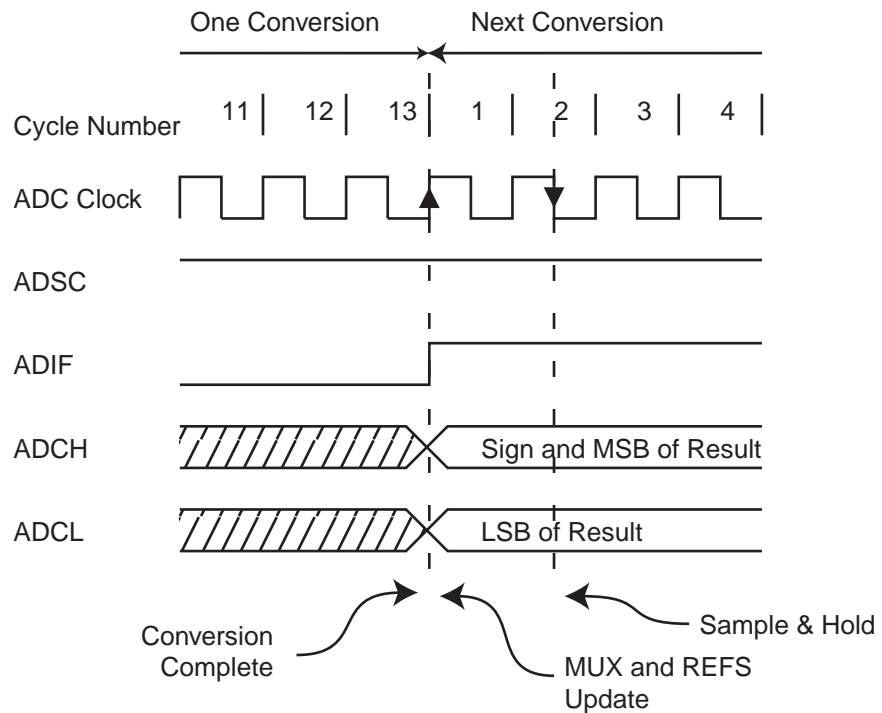 One Conversion Next Conversion
Cycle Number 11 12 13 1 2 3 4
ADC Clock
ADSC
ADIF
ADCH Sign and MSB of Result
ADCL LSB of Result
Conversion
Complete
MUX and REFS
Update
Sample & Hold